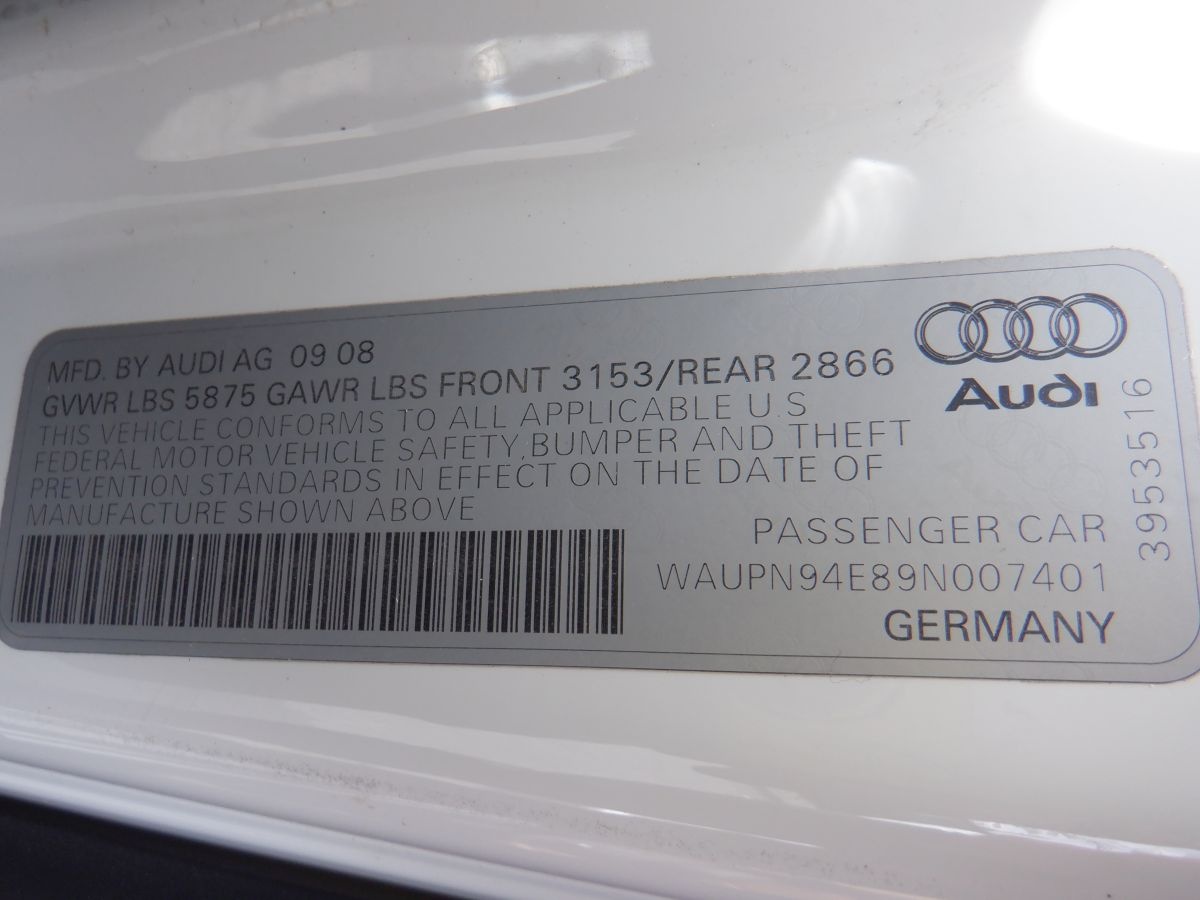 MFD. BY AUDI AG 09 08
GVWR LBS 5875 GAWR LBS FRONT 3153/REAR 2866
THIS VEHICLE CONFORMS TO ALL APPLICABLE U.S
FEDERAL MOTOR VEHICLE SAFETY,BUMPER AND THEFT
PREVENTION STANDARDS IN EFFECT ON THE DATE OF
MANUFACTURE SHOWN ABOVE
PASSENGER CAR
WAUPN94E89N007401
GERMANY
Audi
3953516